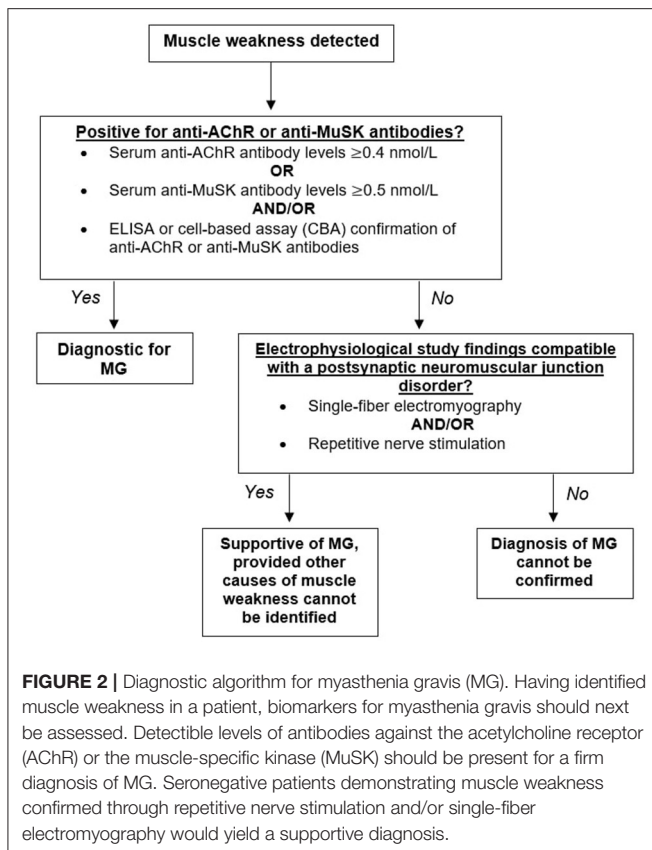 Muscle weakness detected
Positive for anti-AChR or anti-MuSK antibodies?
• Serum anti-AChR antibody levels ≥0.4 nmol/L
OR
• Serum anti-MuSK antibody levels ≥0.5 nmol/L
AND/OR
• ELISA or cell-based assay (CBA) confirmation of
anti-AChR or anti-MuSK antibodies
Yes
No
Diagnostic for
MG
Electrophysiological study findings compatible
with a postsynaptic neuromuscular junction
disorder?
• Single-fiber electromyography
AND/OR
• Repetitive nerve stimulation
Yes
No
Supportive of MG,
provided other
causes of muscle
weakness cannot
be identified
Diagnosis of MG
cannot be
confirmed
FIGURE 2 | Diagnostic algorithm for myasthenia gravis (MG). Having identified
muscle weakness in a patient, biomarkers for myasthenia gravis should next
be assessed. Detectible levels of antibodies against the acetylcholine receptor
(AChR) or the muscle-specific kinase (MuSK) should be present for a firm
diagnosis of MG. Seronegative patients demonstrating muscle weakness
confirmed through repetitive nerve stimulation and/or single-fiber
electromyography would yield a supportive diagnosis.